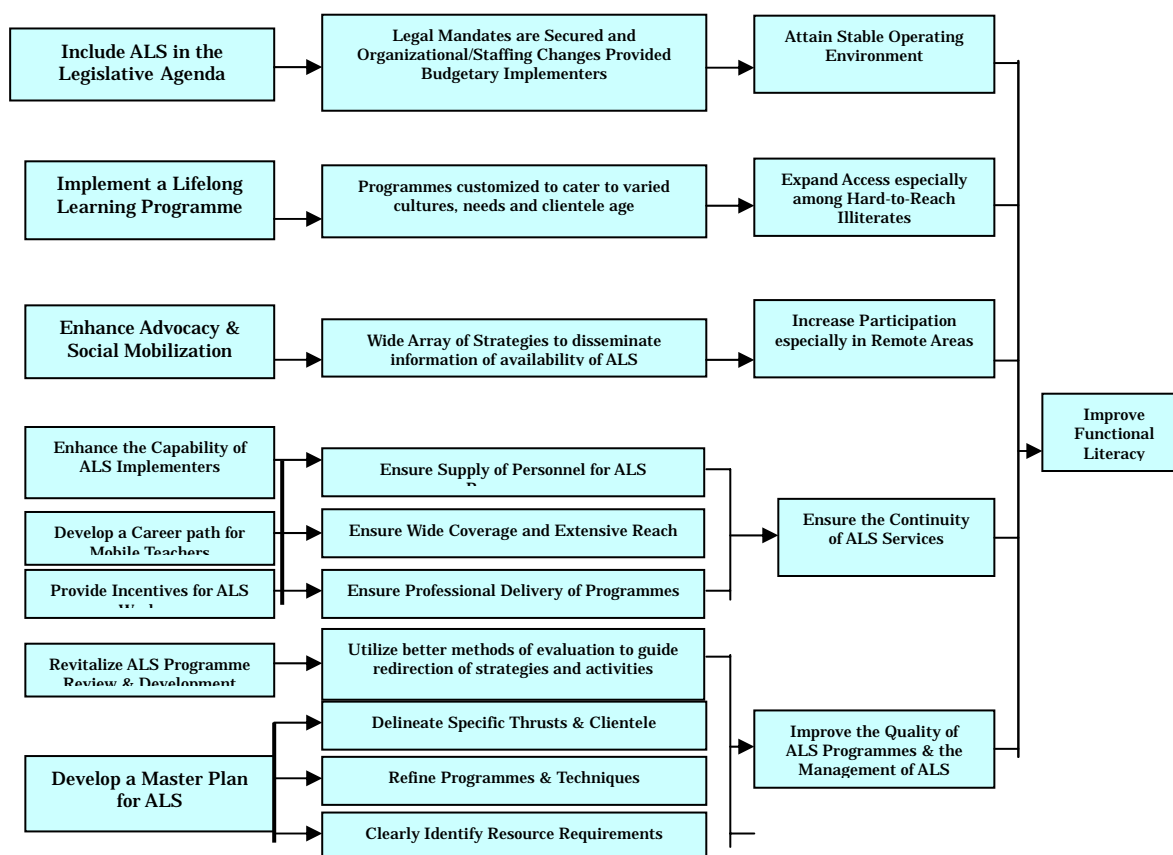 Include ALS in the
Legislative Agenda
Legal Mandates are Secured and
Organizational/Staffing Changes Provided
Budgetary Implementers
Attain Stable Operating
Environment
Implement a Lifelong
Learning Programme
Programmes customized to cater to varied
cultures, needs and clientele age
Expand Access especially
among Hard-to-Reach
Illiterates
Enhance Advocacy &
Social Mobilization
Wide Array of Strategies to disseminate
information of availability of ALS
Increase Participation
especially in Remote Areas
Improve
Functional
Literacy
Enhance the Capability of
ALS Implementers
Ensure Supply of Personnel for ALS
Develop a Career path for
Mobile Teachers
Ensure Wide Coverage and Extensive Reach
Ensure the Continuity
of ALS Services
Provide Incentives for ALS
Ensure Professional Delivery of Programmes
Revitalize ALS Programme
Review & Development
Utilize better methods of evaluation to guide
redirection of strategies and activities
Delineate Specific Thrusts & Clientele
Improve the Quality of
ALS Programmes & the
Management of ALS
Develop a Master Plan
for ALS
Refine Programmes & Techniques
Clearly Identify Resource Requirements